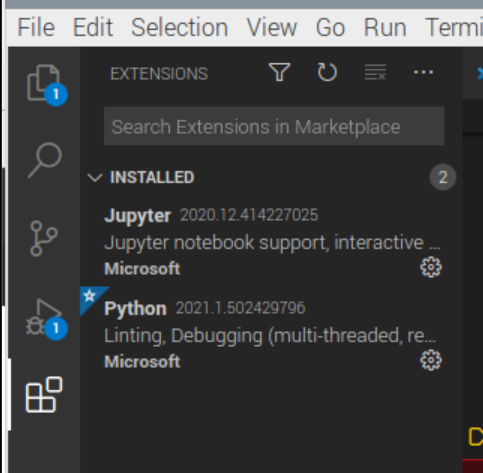 File Edit Selection View Go Run Termi
EXTENSIONS
1
Search Extensions in Marketplace
INSTALLED 2
Jupyter 2020.12.414227025
Jupyter notebook support, interactive ...
Microsoft
Python 2021.1.502429796
Linting, Debugging (multi-threaded, re...
1
Microsoft